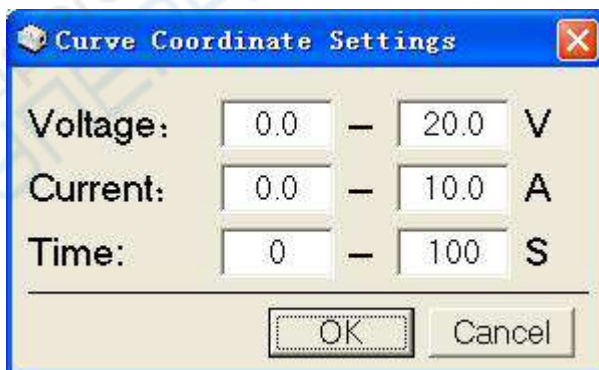 Curve Coordinate Settings
Voltage: 0.0 – 20.0 V
Current: 0.0 – 10.0 A
Time: 0 – 100 S
OK Cancel